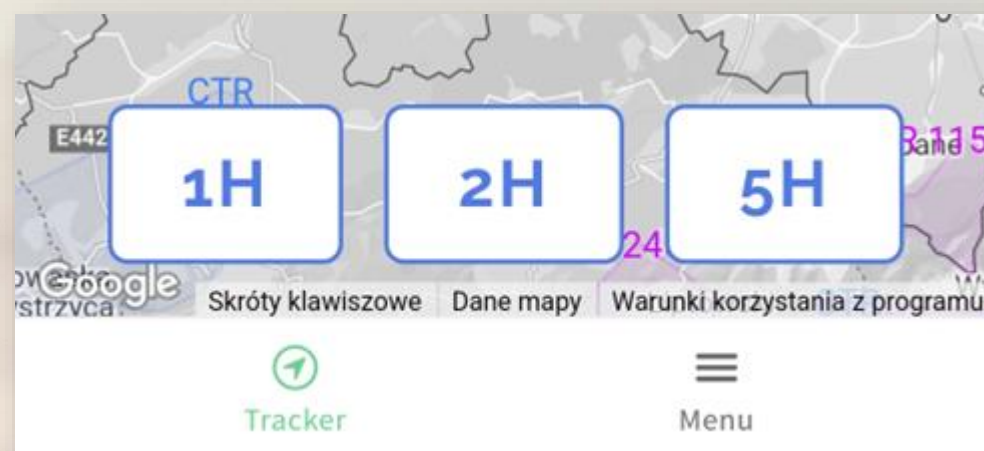 CTR
E442
1H 2H 5H
24
Google
Skróty klawiszowe Dane mapy Warunki korzystania z programu
Tracker Menu